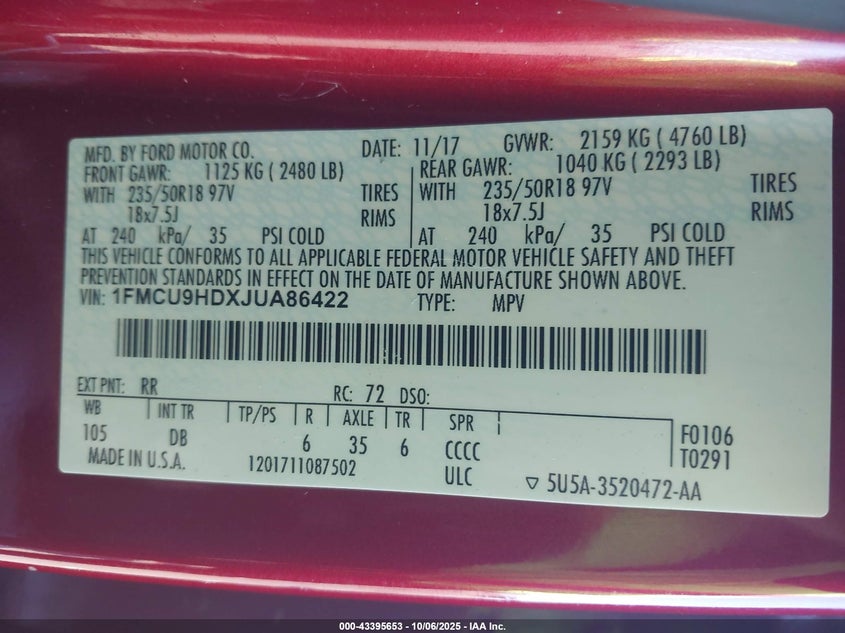 MFD. BY FORD MOTOR CO. DATE: 11/17 GVWR: 2159 KG ( 4760 LB)
FRONT GAWR: 1125 KG ( 2480 LB) REAR GAWR: 1040 KG ( 2293 LB)
WITH 235/50R18 97V TIRES WITH 235/50R18 97V TIRES
18x7.5J RIMS 18x7.5J RIMS
AT 240 kPa/ 35 PSI COLD AT 240 kPa/ 35 PSI COLD
THIS VEHICLE CONFORMS TO ALL APPLICABLE FEDERAL MOTOR VEHICLE SAFETY AND THEFT
PREVENTION STANDARDS IN EFFECT ON THE DATE OF MANUFACTURE SHOWN ABOVE.
VIN: 1FMCU9HDXJUA86422 TYPE: MPV
EXT PNT: RR RC: 72 DSO:
WB | INT TR | TP/PS | R | AXLE | TR | SPR |
105 DB 6 35 6 CCCC F0106
MADE IN U.S.A. 1201711087502 ULC T0291
▽ 5U5A-3520472-AA
000-43395653 - 10/06/2025 - IAA Inc.